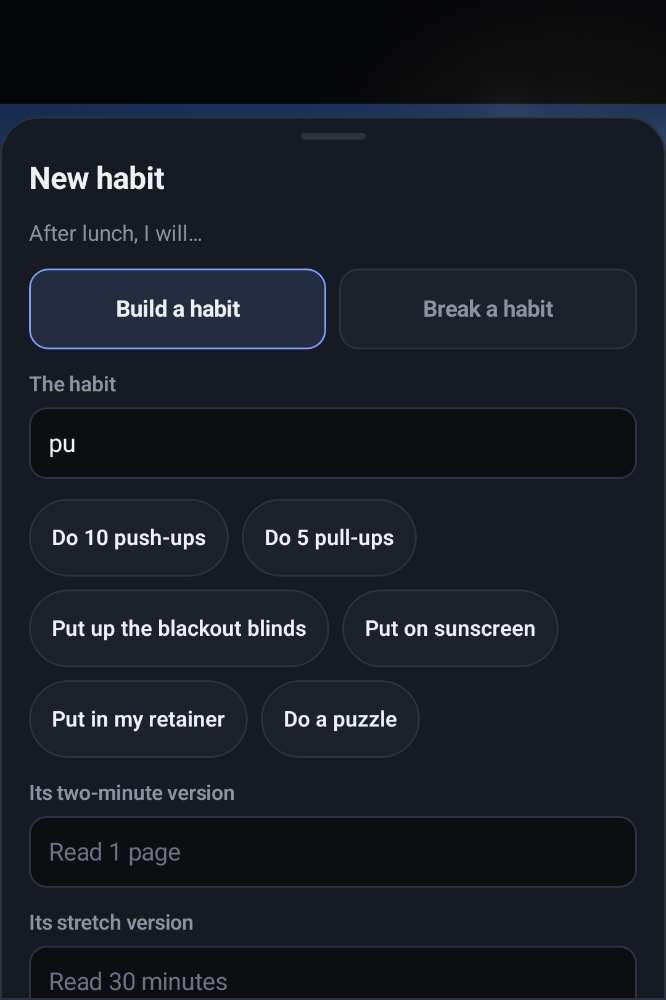 New habit
After lunch, I will…
Build a habit
Break a habit
The habit
pu
Do 10 push-ups
Do 5 pull-ups
Put up the blackout blinds
Put on sunscreen
Put in my retainer
Do a puzzle
Its two-minute version
Read 1 page
Its stretch version
Read 30 minutes